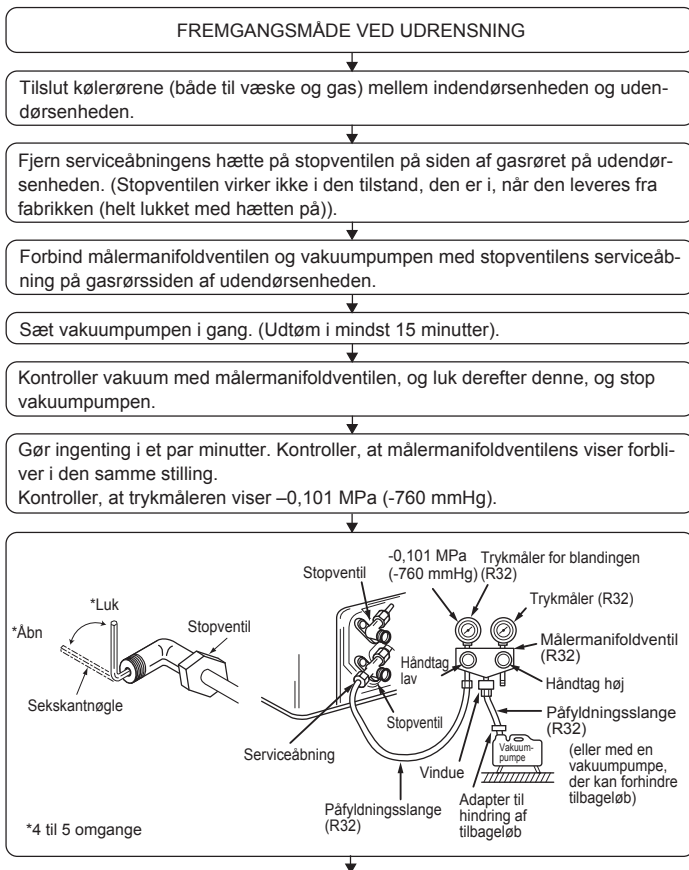 FREMGANGSMÅDE VED UDRENSNING
Tilslut kølerørene (både til væske og gas) mellem indendørsenheden og uden-
dørsenheden.
Fjern serviceåbningens hætte på stopventilen på siden af gasrøret på udendør-
senheden. (Stopventilen virker ikke i den tilstand, den er i, når den leveres fra
fabrikken (helt lukket med hætten på)).
Forbind målermanifoldventilen og vakuumpumpen med stopventilens serviceåb-
ning på gasrørssiden af udendørsenheden.
Sæt vakuumpumpen i gang. (Udtøm i mindst 15 minutter).
Kontroller vakuum med målermanifoldventilen, og luk derefter denne, og stop
vakuumpumpen.
Gør ingenting i et par minutter. Kontroller, at målermanifoldventilens viser forbli-
ver i den samme stilling.
Kontroller, at trykmåleren viser –0,101 MPa (-760 mmHg).
*Luk
*Åbn
Stopventil
Sekskantnøgle
*4 til 5 omgange
Stopventil
-0,101 MPa
(-760 mmHg)
Trykmåler for blandingen
(R32)
Trykmåler (R32)
Målermanifoldventil
(R32)
Håndtag
lav
Håndtag høj
Stopventil
Serviceåbning
Påfyldningsslange
(R32)
Vindue
Vakuum-
pumpe
(eller med en
vakuumpumpe,
der kan forhindre
tilbageløb)
Påfyldningsslange
(R32)
Adapter til
hindring af
tilbageløb